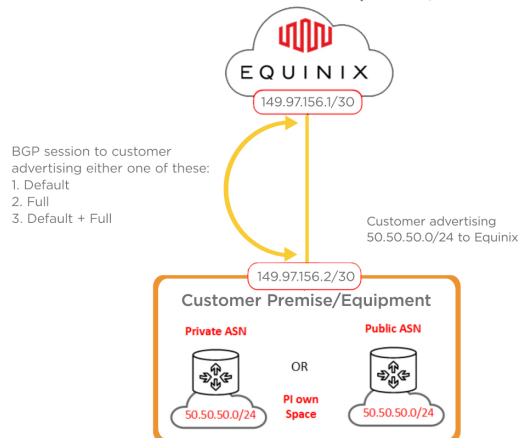 EQUINIX
149.97.156.1/30
BGP session to customer
advertising either one of these:
1. Default
2. Full
3. Default + Full
Customer advertising
50.50.50.0/24 to Equinix
149.97.156.2/30
Customer Premise/Equipment
Private ASN
Public ASN
OR
PI own
Space
50.50.50.0/24
50.50.50.0/24